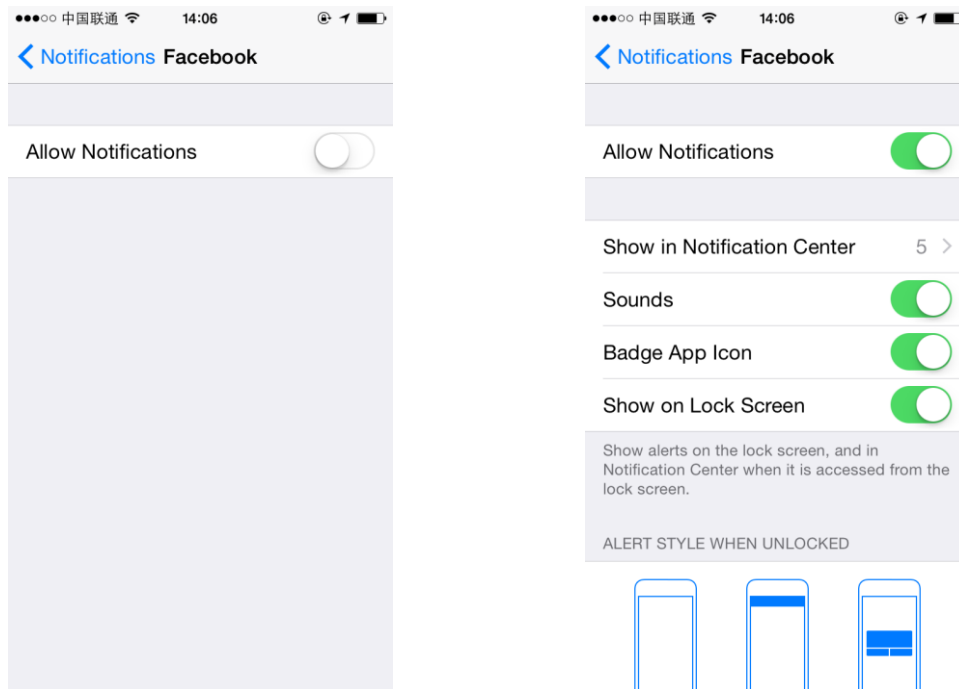 中国联通 14:06
Notifications Facebook
Allow Notifications
中国联通 14:06
Notifications Facebook
Allow Notifications
Show in Notification Center 5
Sounds
Badge App Icon
Show on Lock Screen
Show alerts on the lock screen, and in
Notification Center when it is accessed from the
lock screen.
ALERT STYLE WHEN UNLOCKED